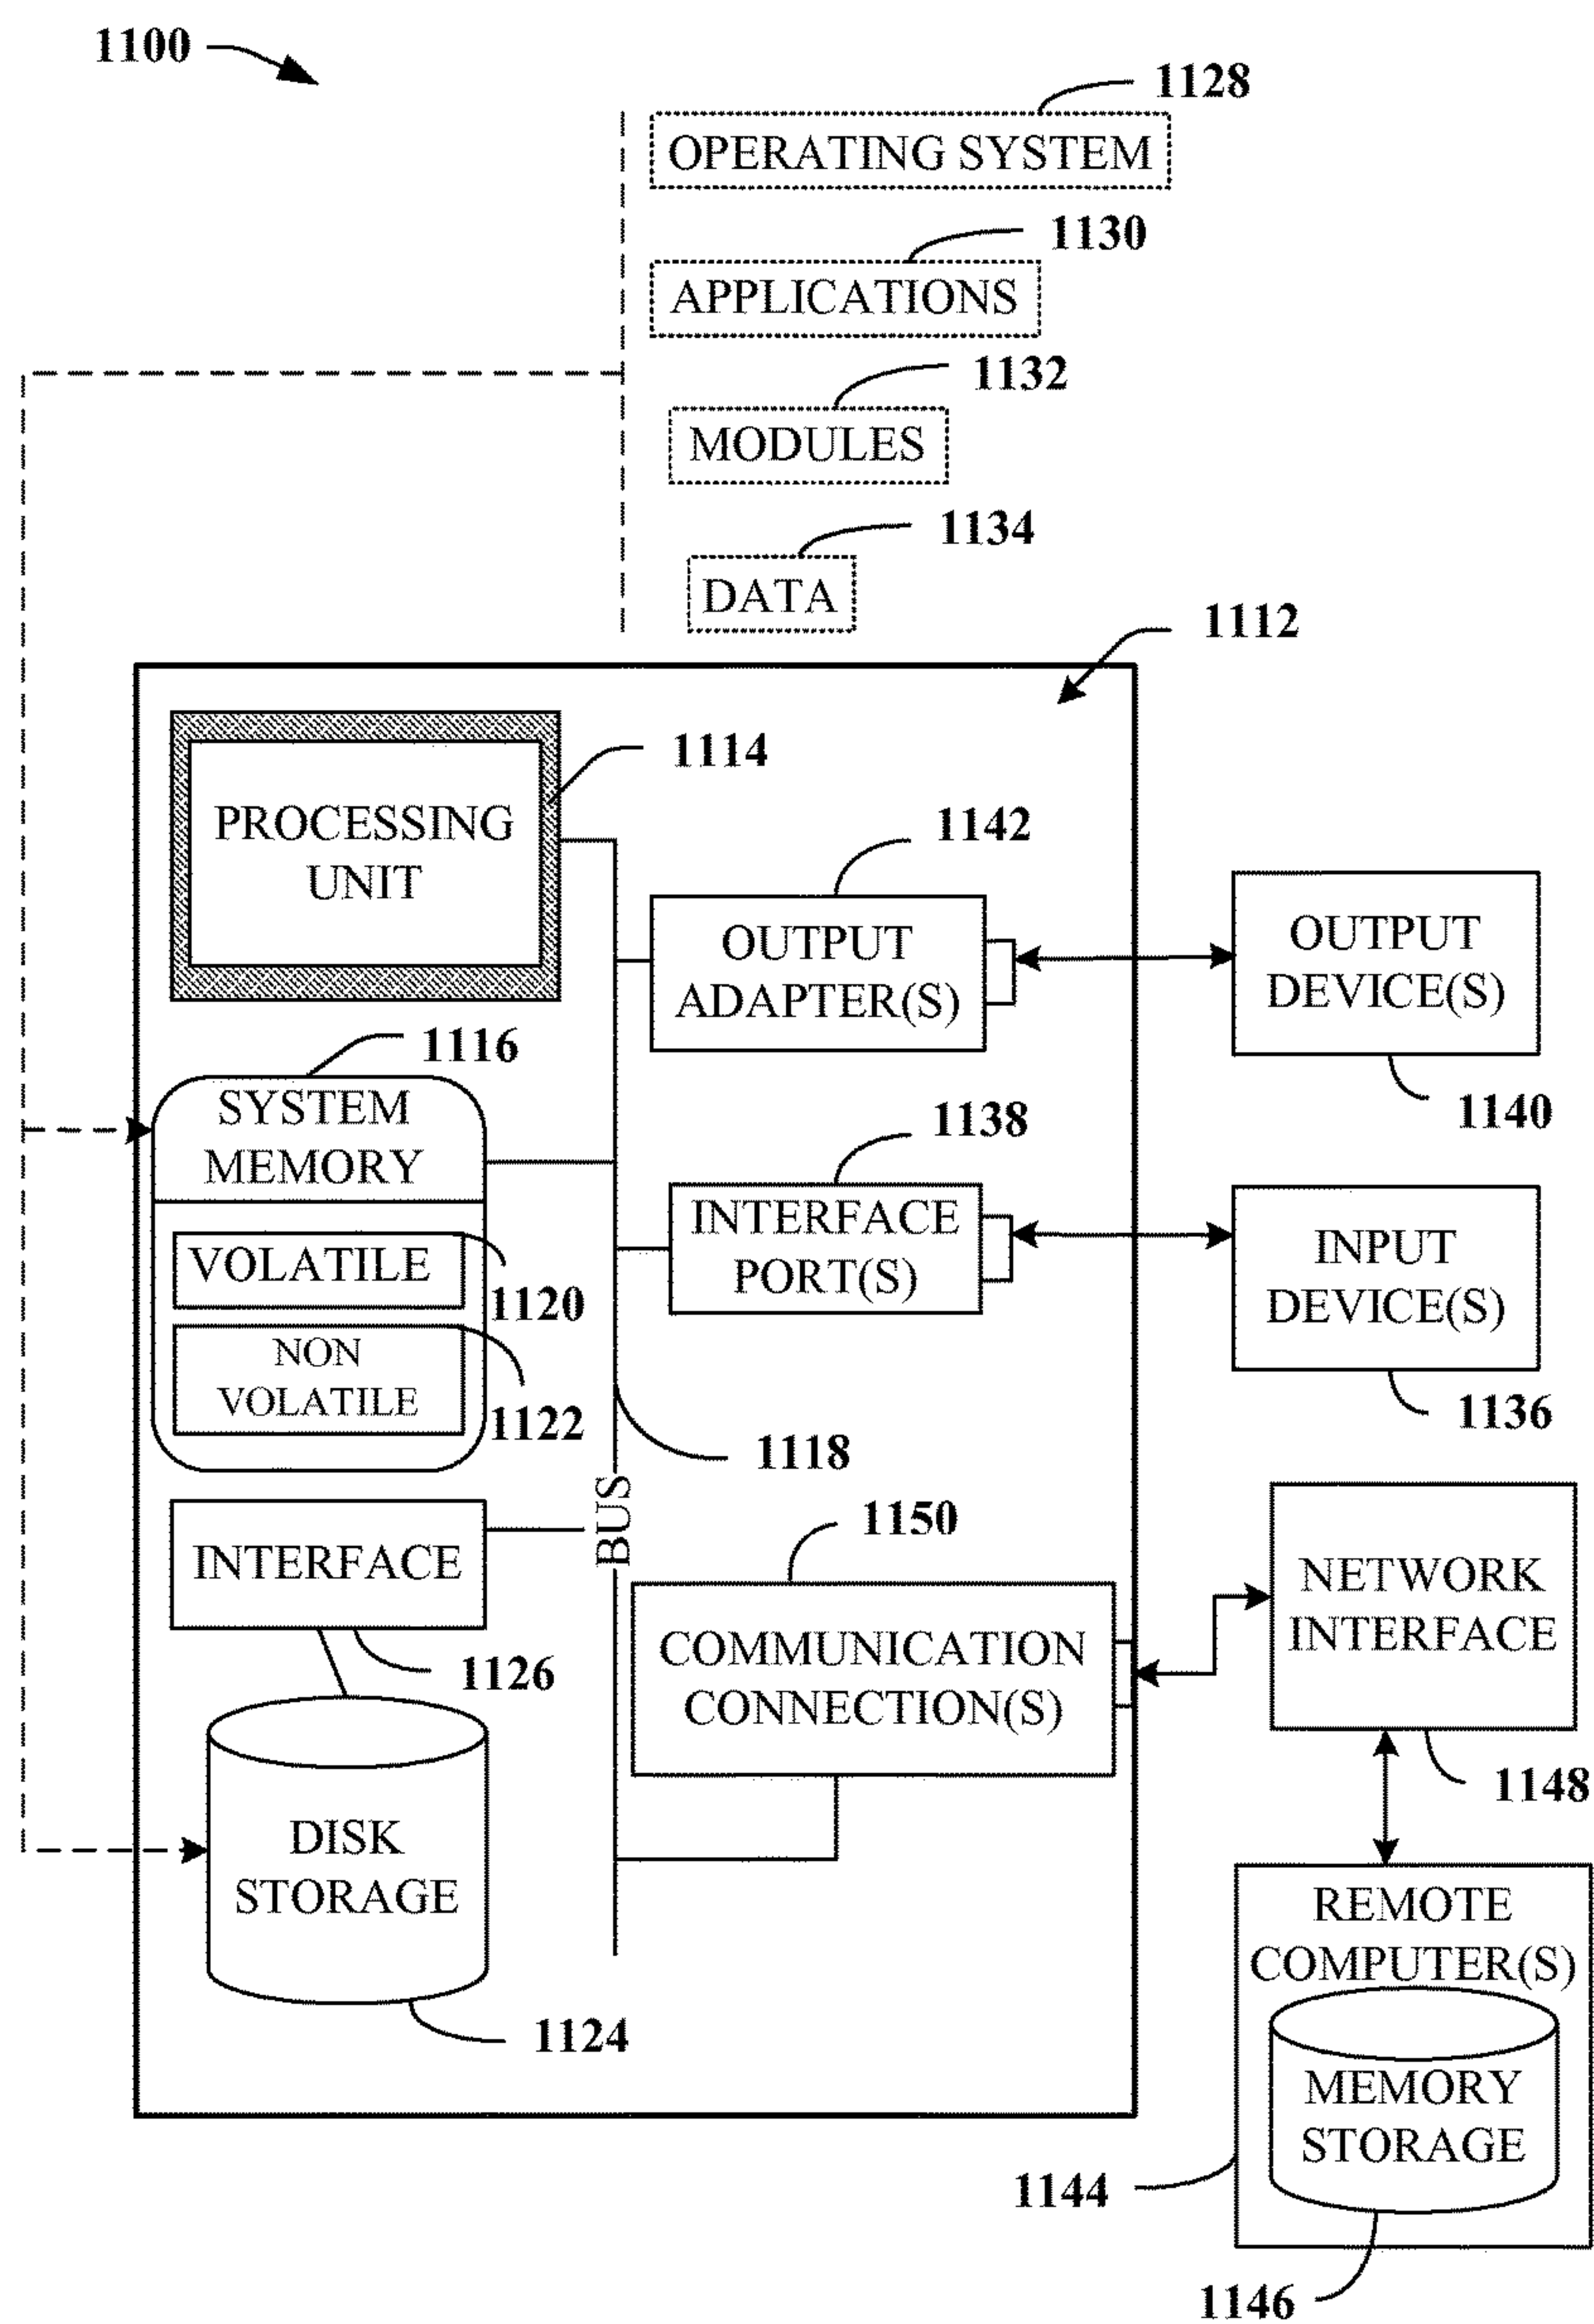 1100
1128
OPERATING SYSTEM
1130
APPLICATIONS
1132
MODULES
1134
DATA
1112
PROCESSING
UNIT
1114
1142
OUTPUT
ADAPTER(S)
OUTPUT
DEVICE(S)
1140
1116
SYSTEM
MEMORY
VOLATILE
1120
NON
VOLATILE
1122
1138
INTERFACE
PORT(S)
INPUT
DEVICE(S)
1136
1118
BUS
INTERFACE
1126
1150
COMMUNICATION
CONNECTION(S)
NETWORK
INTERFACE
1148
DISK
STORAGE
1124
REMOTE
COMPUTER(S)
MEMORY
STORAGE
1144
1146